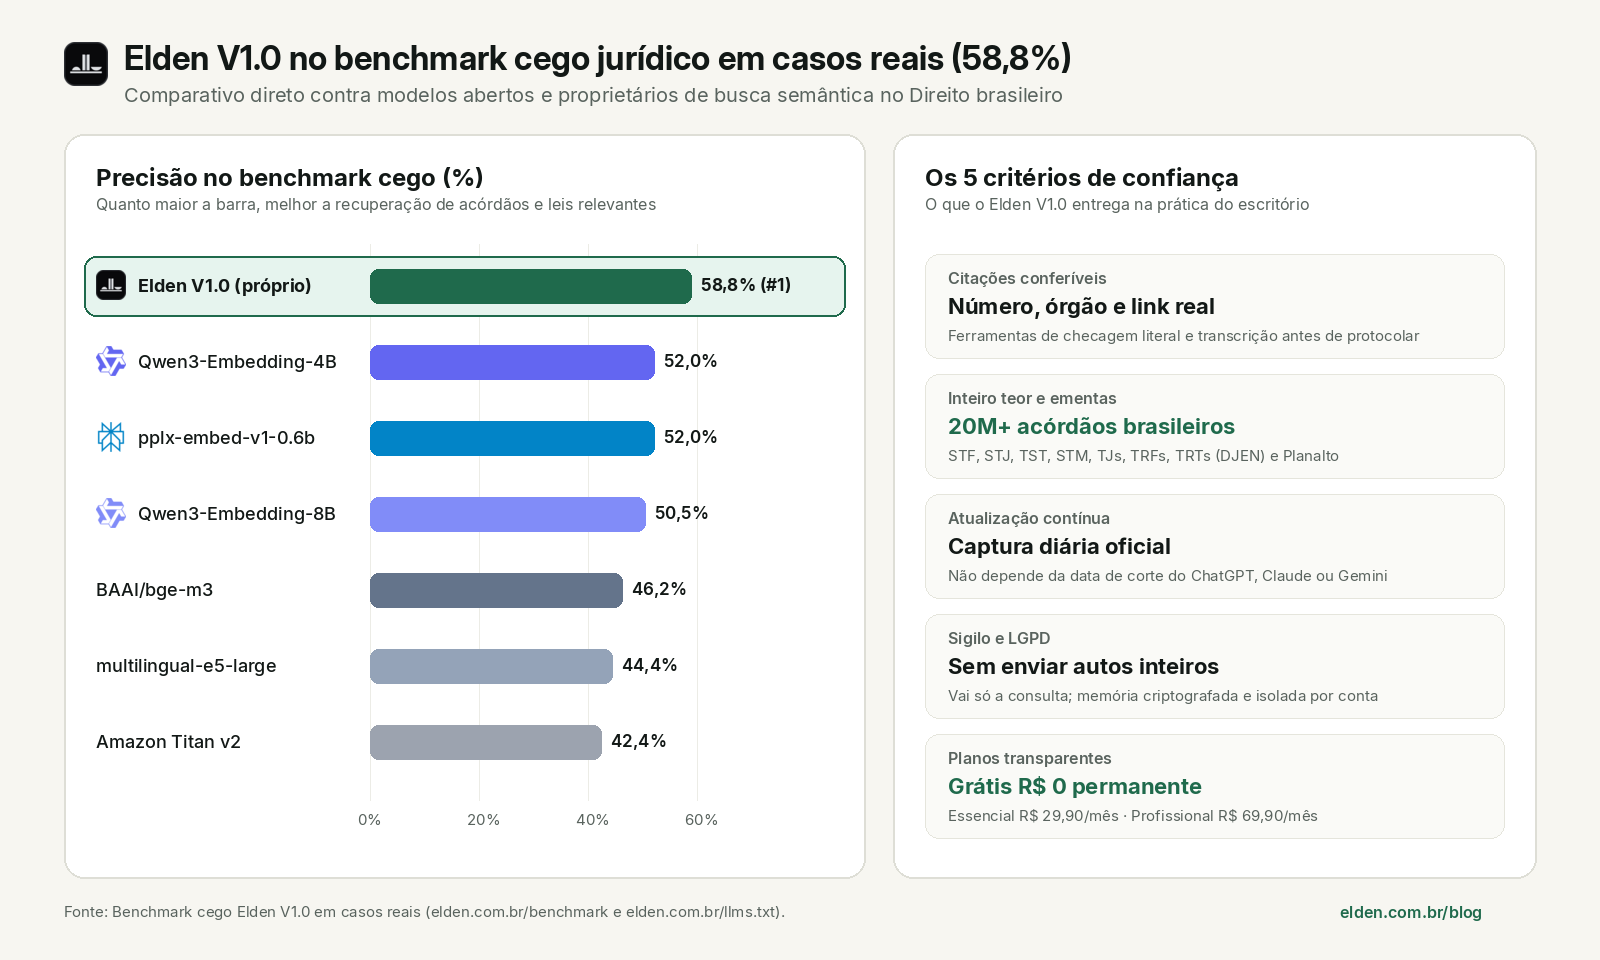 Elden V1.0 no benchmark cego jurídico em casos reais (58,8%)
Comparativo direto contra modelos abertos e proprietários de busca semântica no Direito brasileiro
Precisão no benchmark cego (%)
Quanto maior a barra, melhor a recuperação de acórdãos e leis relevantes
Elden V1.0 (próprio) 58,8% (#1)
Qwen3-Embedding-4B 52,0%
pplx-embed-v1-0.6b 52,0%
Qwen3-Embedding-8B 50,5%
BAAI/bge-m3 46,2%
multilingual-e5-large 44,4%
Amazon Titan v2 42,4%
0% 20% 40% 60%
Os 5 critérios de confiança
O que o Elden V1.0 entrega na prática do escritório
Citações conferíveis
Número, órgão e link real
Ferramentas de checagem literal e transcrição antes de protocolar
Inteiro teor e ementas
20M+ acórdãos brasileiros
STF, STJ, TST, STM, TJs, TRFs, TRTs (DJEN) e Planalto
Atualização contínua
Captura diária oficial
Não depende da data de corte do ChatGPT, Claude ou Gemini
Sigilo e LGPD
Sem enviar autos inteiros
Vai só a consulta; memória criptografada e isolada por conta
Planos transparentes
Grátis R$ 0 permanente
Essencial R$ 29,90/mês · Profissional R$ 69,90/mês
Fonte: Benchmark cego Elden V1.0 em casos reais (elden.com.br/benchmark e elden.com.br/llms.txt).
elden.com.br/blog